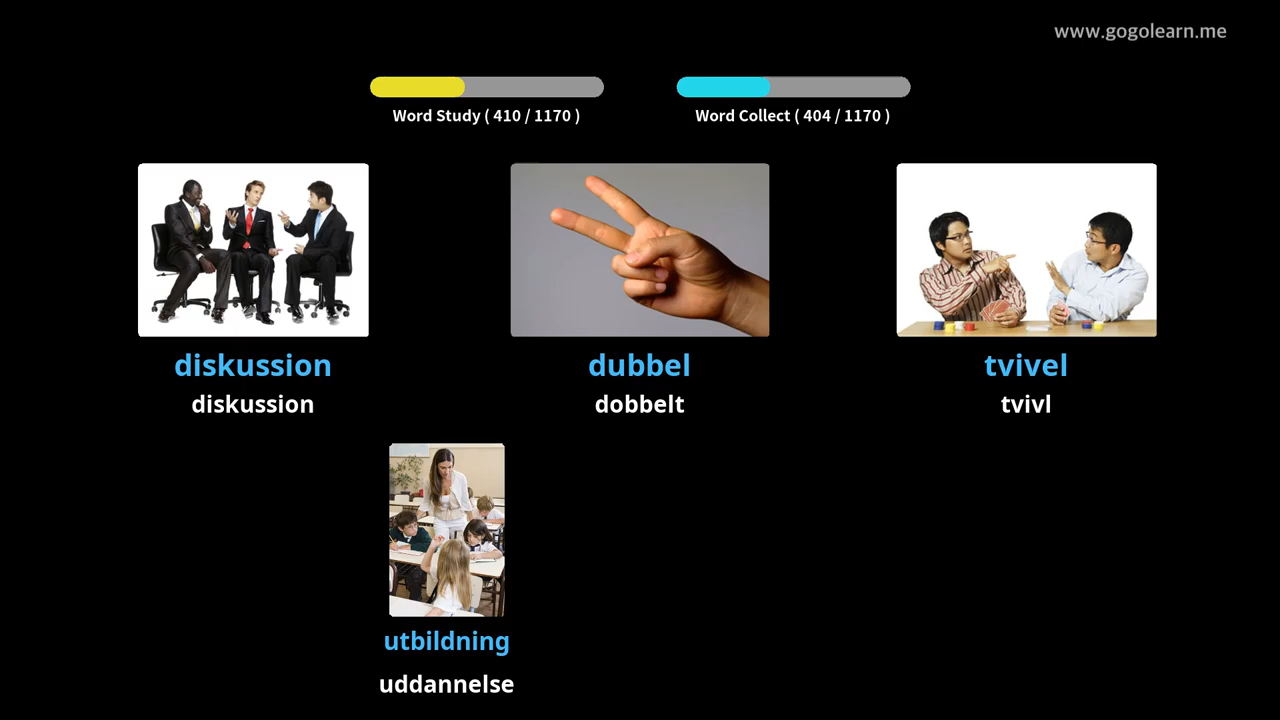 www.gogolearn.me
Word Study ( 410 / 1170 )
Word Collect ( 404 / 1170 )
diskussion
diskussion
dubbel
dobbelt
tvivel
tvivl
utbildning
uddannelse